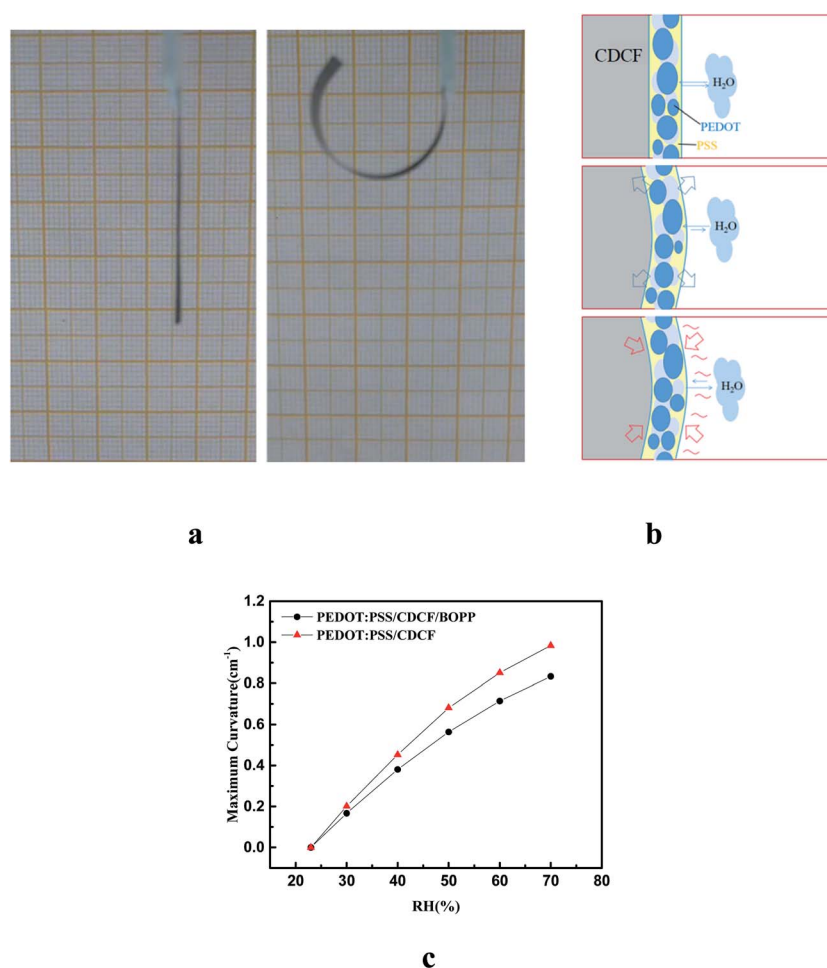 CDCF
H₂O
PEDOT
PSS
H₂O
H₂O
a
b
1.2
1.0
0.8
0.6
0.4
0.2
0.0
Maximum Curvature(cm⁻¹)
PEDOT:PSS/CDCF/BOPP
PEDOT:PSS/CDCF
20 30 40 50 60 70 80
RH(%)
c